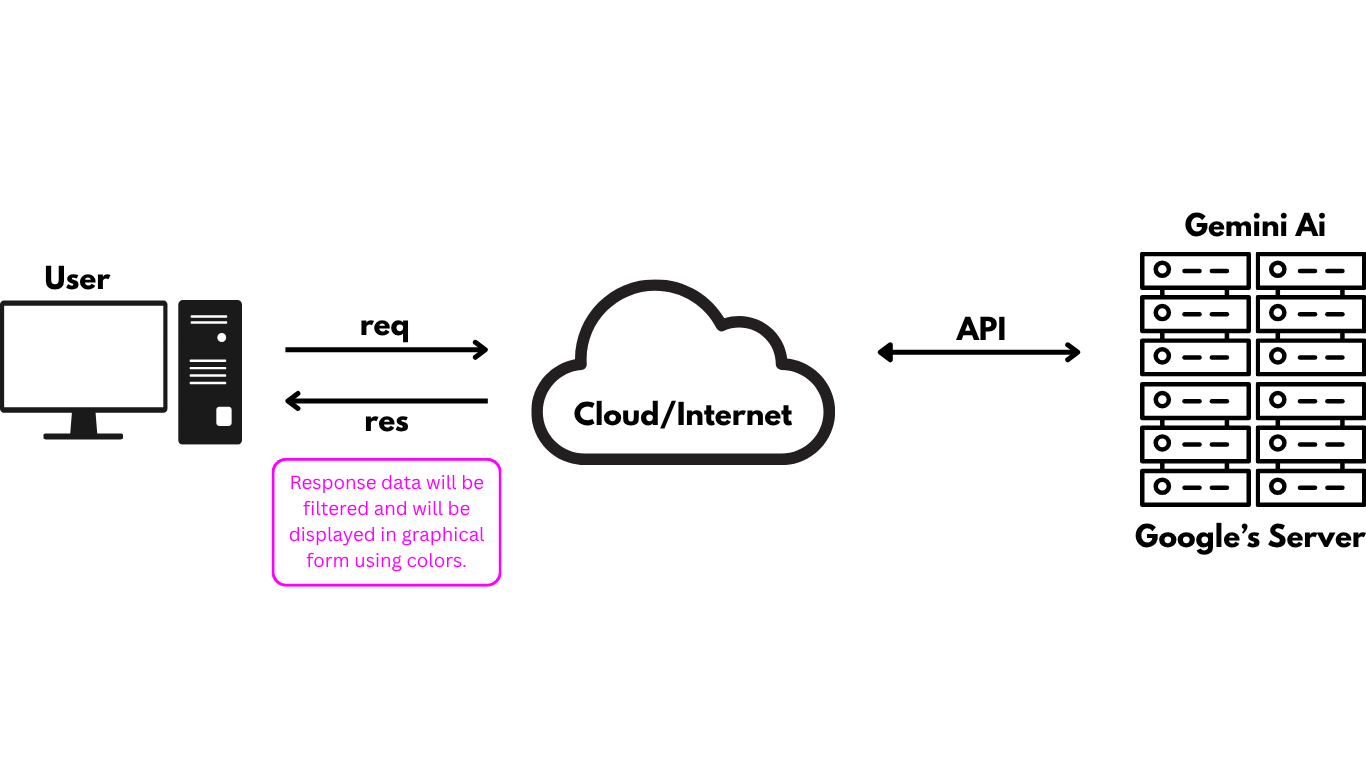 User
req
res
Response data will be
filtered and will be
displayed in graphical
form using colors.
Cloud/Internet
API
Gemini Ai
Google’s Server